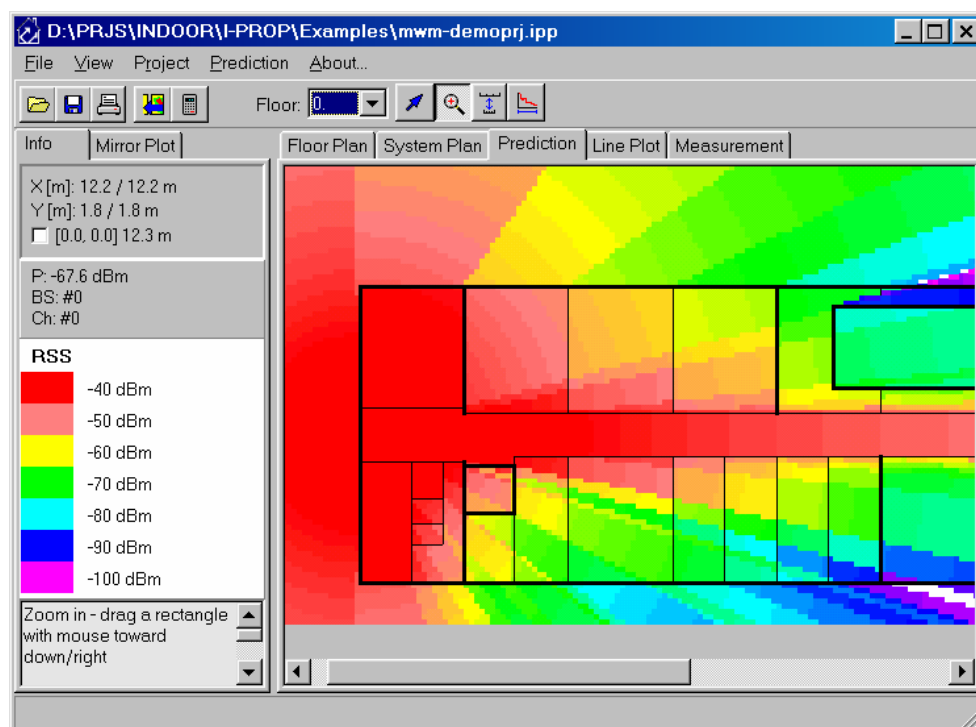 D:\PRJS\INDOOR\I-PROP\Examples\mwm-demoprj.ipp
File View Project Prediction About...
Floor: 0.
Info Mirror Plot
Floor Plan System Plan Prediction Line Plot Measurement
X [m]: 12.2 / 12.2 m
Y [m]: 1.8 / 1.8 m
[0.0, 0.0] 12.3 m
P: -67.6 dBm
BS: #0
Ch: #0
RSS
-40 dBm
-50 dBm
-60 dBm
-70 dBm
-80 dBm
-90 dBm
-100 dBm
Zoom in - drag a rectangle
with mouse toward
down/right